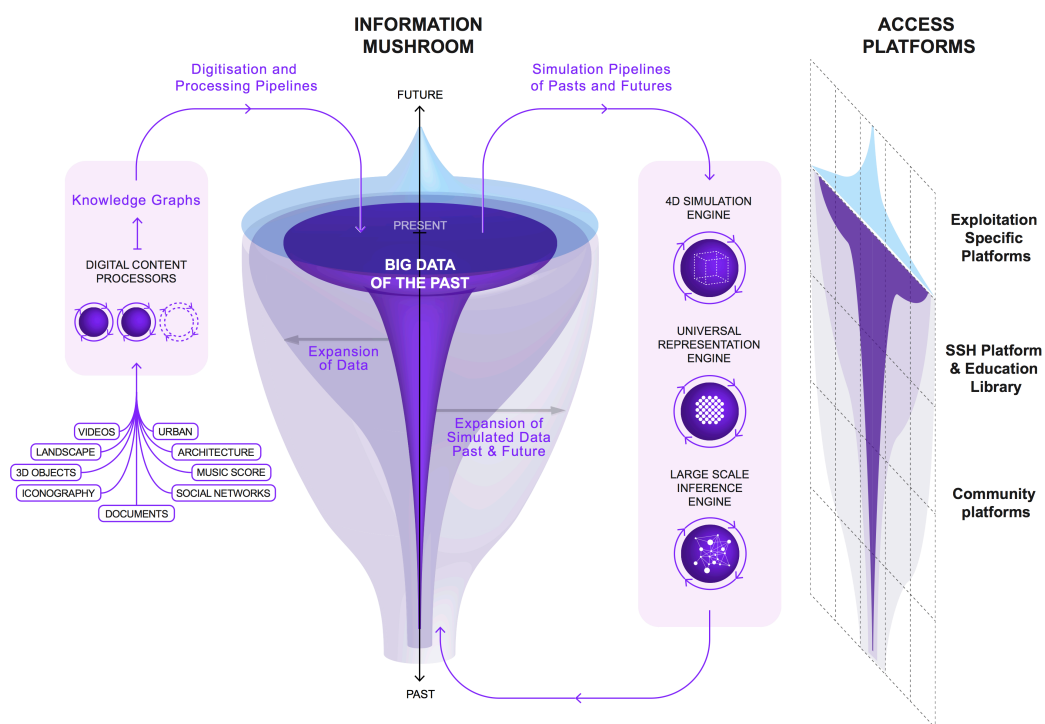 INFORMATION
MUSHROOM
ACCESS
PLATFORMS
Digitisation and
Processing Pipelines
Simulation Pipelines
of Pasts and Futures
FUTURE
Knowledge Graphs
DIGITAL CONTENT
PROCESSORS
VIDEOS
URBAN
LANDSCAPE
ARCHITECTURE
3D OBJECTS
MUSIC SCORE
ICONOGRAPHY
SOCIAL NETWORKS
DOCUMENTS
PRESENT
BIG DATA
OF THE PAST
Expansion
of Data
Expansion of
Simulated Data
Past & Future
PAST
4D SIMULATION
ENGINE
UNIVERSAL
REPRESENTATION
ENGINE
LARGE SCALE
INFERENCE
ENGINE
Exploitation
Specific
Platforms
SSH Platform
& Education
Library
Community
platforms